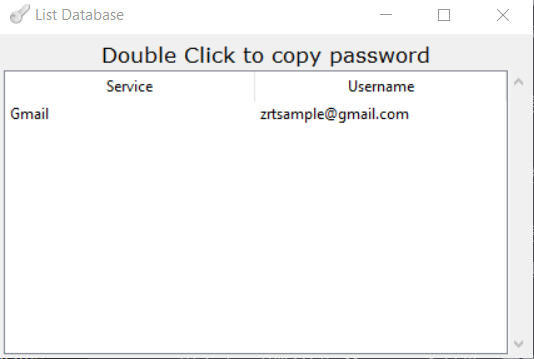 List Database
Double Click to copy password
Service Username
Gmail zrtsample@gmail.com